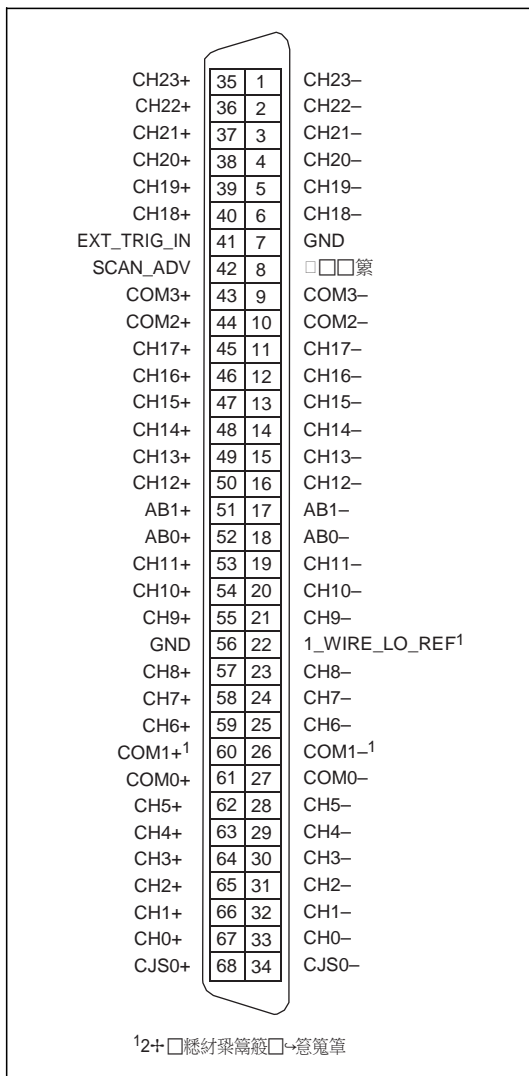 CH23+ 35 1 CH23–
CH22+ 36 2 CH22–
CH21+ 37 3 CH21–
CH20+ 38 4 CH20–
CH19+ 39 5 CH19–
CH18+ 40 6 CH18–
EXT_TRIG_IN 41 7 GND
SCAN_ADV 42 8
COM3+ 43 9 COM3–
COM2+ 44 10 COM2–
CH17+ 45 11 CH17–
CH16+ 46 12 CH16–
CH15+ 47 13 CH15–
CH14+ 48 14 CH14–
CH13+ 49 15 CH13–
CH12+ 50 16 CH12–
AB1+ 51 17 AB1–
AB0+ 52 18 AB0–
CH11+ 53 19 CH11–
CH10+ 54 20 CH10–
CH9+ 55 21 CH9–
GND 56 22 1_WIRE_LO_REF¹
CH8+ 57 23 CH8–
CH7+ 58 24 CH7–
CH6+ 59 25 CH6–
COM1+¹ 60 26 COM1–¹
COM0+ 61 27 COM0–
CH5+ 62 28 CH5–
CH4+ 63 29 CH4–
CH3+ 64 30 CH3–
CH2+ 65 31 CH2–
CH1+ 66 32 CH1–
CH0+ 67 33 CH0–
CJS0+ 68 34 CJS0–